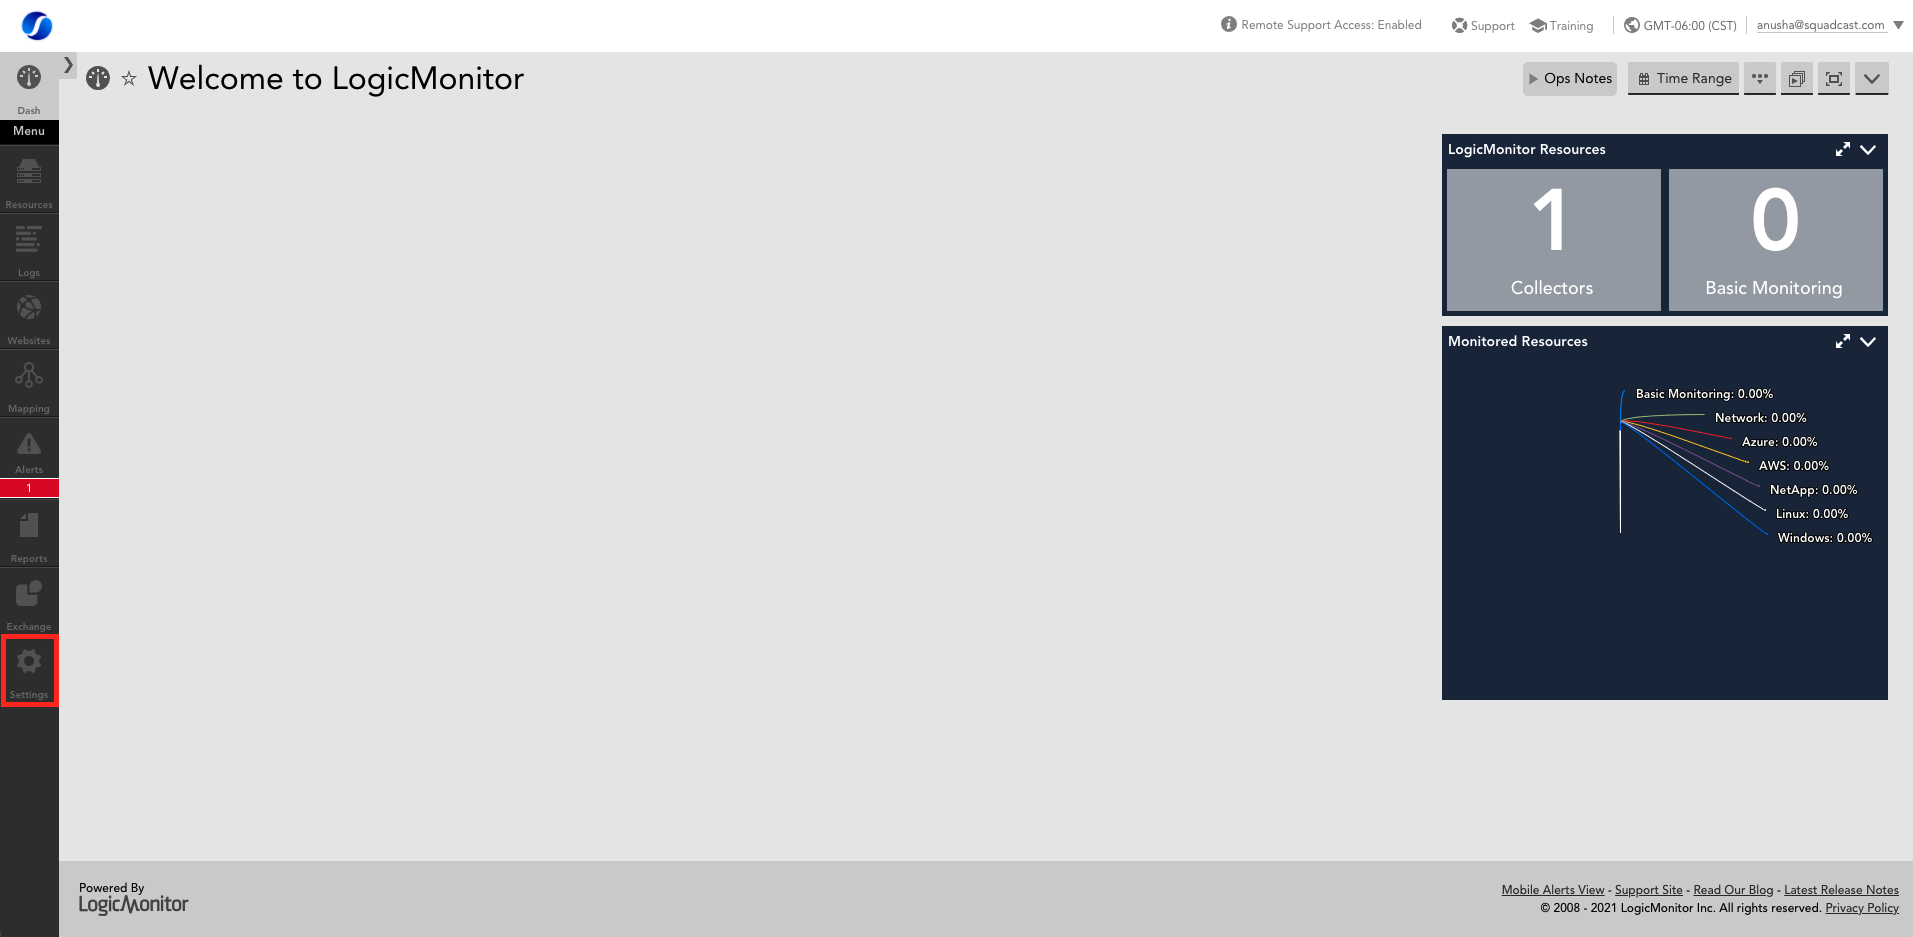 Remote Support Access: Enabled Support Training GMT-06:00 (CST) anusha@squadcast.com
Dash
Menu
Resources
Logs
Websites
Mapping
Alerts
1
Reports
Exchange
Settings
Welcome to LogicMonitor
Ops Notes Time Range
LogicMonitor Resources
1
Collectors
0
Basic Monitoring
Monitored Resources
Basic Monitoring: 0.00%
Network: 0.00%
Azure: 0.00%
AWS: 0.00%
NetApp: 0.00%
Linux: 0.00%
Windows: 0.00%
Powered By
LogicMonitor
Mobile Alerts View - Support Site - Read Our Blog - Latest Release Notes
© 2008 - 2021 LogicMonitor Inc. All rights reserved. Privacy Policy